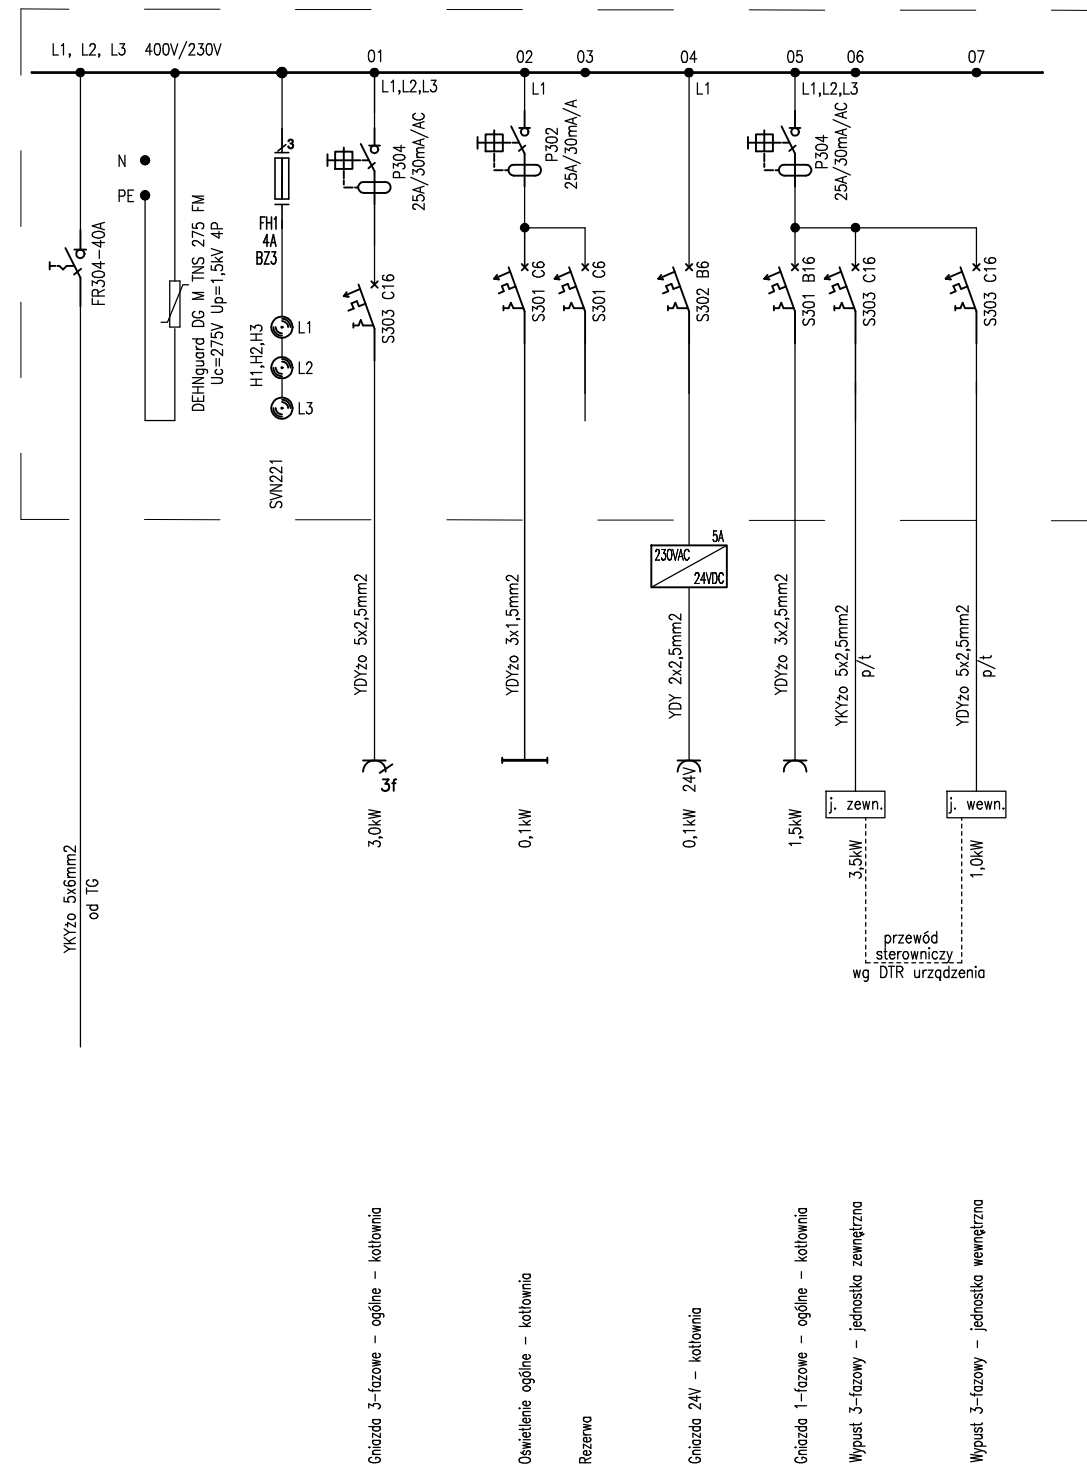 L1, L2, L3 400V/230V
01
02
03
04
05
06
07
L1,L2,L3
L1
L1
L1,L2,L3
3
P304
25A/30mA/AC
P302
25A/30mA/A
P304
25A/30mA/AC
N
PE
FR304-40A
DEHNguard DG M TNS 275 FM
Uc=275V Up=1,5kV 4P
FH1
4A
BZ3
H1,H2,H3
L1
L2
L3
SVN221
S303 C16
S301 C6
S301 C6
S302 B6
S301 B16
S303 C16
S303 C16
5A
230VAC
24VDC
YDYżo 5x2,5mm2
YDYżo 3x1,5mm2
YDY 2x2,5mm2
YDYżo 3x2,5mm2
YKYżo 5x2,5mm2
p/t
YDYżo 5x2,5mm2
p/t
3f
24V
j. zewn.
j. wewn.
3,0kW
0,1kW
0,1kW
1,5kW
3,5kW
1,0kW
YKYżo 5x6mm2
od TG
przewód
sterowniczy
wg DTR urządzenia
Gniazda 3-fazowe - ogólne - kotłownia
Oświetlenie ogólne - kotłownia
Rezerwa
Gniazda 24V - kotłownia
Gniazda 1-fazowe - ogólne - kotłownia
Wypust 3-fazowy - jednostka zewnętrzna
Wypust 3-fazowy - jednostka wewnętrzna